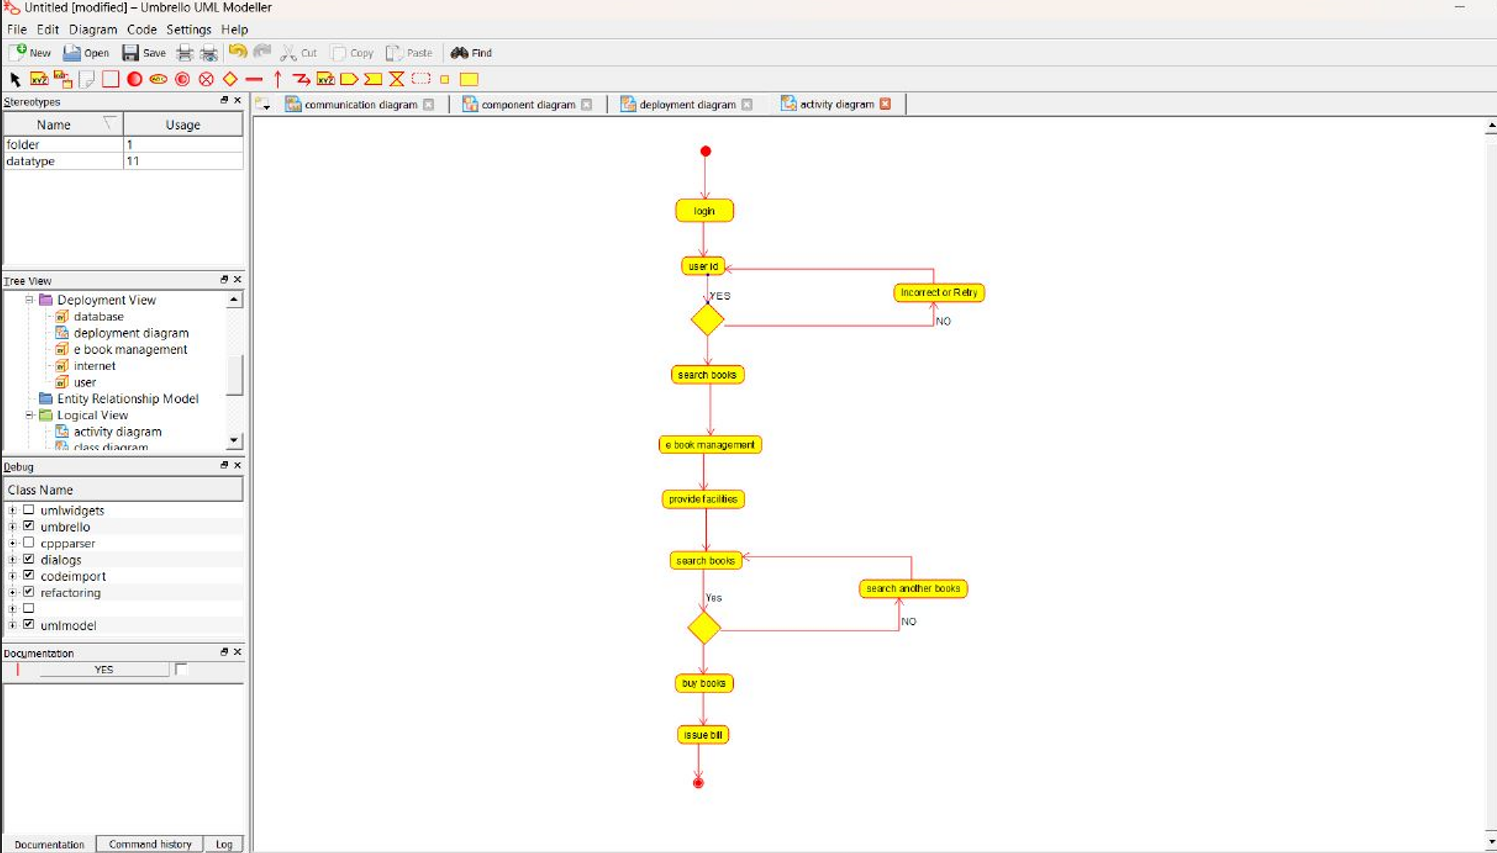 Untitled [modified] – Umbrello UML Modeller
File Edit Diagram Code Settings Help
New Open Save Cut Copy Paste Find
Stereotypes
Name Usage
folder 1
datatype 11
Tree View
Deployment View
database
deployment diagram
e book management
internet
user
Entity Relationship Model
Logical View
activity diagram
class diagram
Debug
Class Name
umlwidgets
umbrello
cppparser
dialogs
codeimport
refactoring
umlmodel
Documentation
YES
Documentation Command history Log
communication diagram component diagram deployment diagram activity diagram
login
user id
YES
Incorrect or Retry
NO
search books
e book management
provide facilities
search books
Yes
search another books
NO
buy books
issue bill